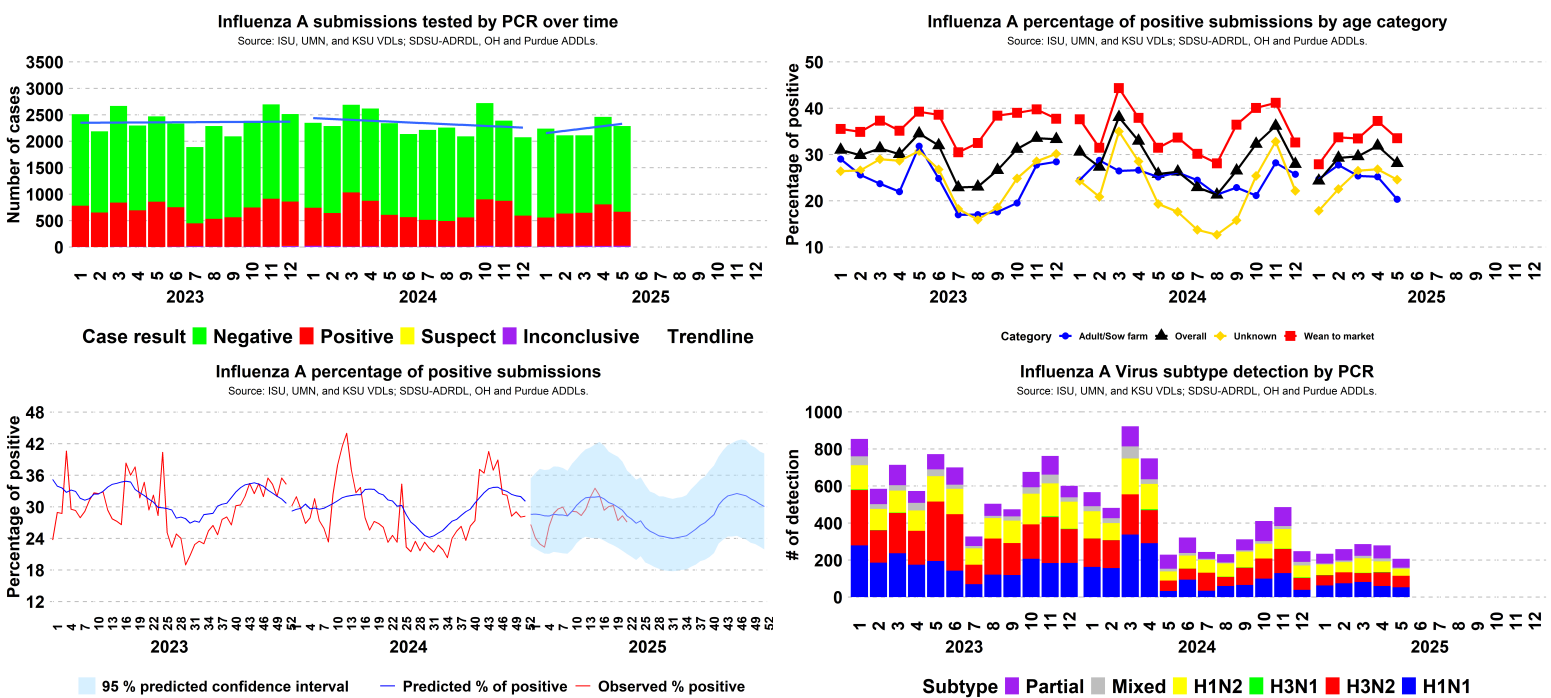 Influenza A submissions tested by PCR over time
Source: ISU, UMN, and KSU VDLs; SDSU-ADRDL, OH and Purdue ADDLs.
Number of cases
3500
3000
2500
2000
1500
1000
500
0
1 2 3 4 5 6 7 8 9 10 11 12 1 2 3 4 5 6 7 8 9 10 11 12 1 2 3 4 5 6 7 8 9 10 11 12
2023 2024 2025
Case result Negative Positive Suspect Inconclusive Trendline
Influenza A percentage of positive submissions by age category
Source: ISU, UMN, and KSU VDLs; SDSU-ADRDL, OH and Purdue ADDLs.
Percentage of positive
50
40
30
20
10
1 2 3 4 5 6 7 8 9 10 11 12 1 2 3 4 5 6 7 8 9 10 11 12 1 2 3 4 5 6 7 8 9 10 11 12
2023 2024 2025
Category Adult/Sow farm Overall Unknown Wean to market
Influenza A percentage of positive submissions
Source: ISU, UMN, and KSU VDLs; SDSU-ADRDL, OH and Purdue ADDLs.
Percentage of positive
48
42
36
30
24
18
12
1 4 7 10 13 16 19 22 25 28 31 34 37 40 43 46 49 52 1 4 7 10 13 16 19 22 25 28 31 34 37 40 43 46 49 52 1 4 7 10 13 16 19 22 25 28 31 34 37 40 43 46 49 52
2023 2024 2025
95 % predicted confidence interval Predicted % of positive Observed % positive
Influenza A Virus subtype detection by PCR
Source: ISU, UMN, and KSU VDLs; SDSU-ADRDL, OH and Purdue ADDLs.
# of detection
1000
800
600
400
200
0
1 2 3 4 5 6 7 8 9 10 11 12 1 2 3 4 5 6 7 8 9 10 11 12 1 2 3 4 5 6 7 8 9 10 11 12
2023 2024 2025
Subtype Partial Mixed H1N2 H3N1 H3N2 H1N1